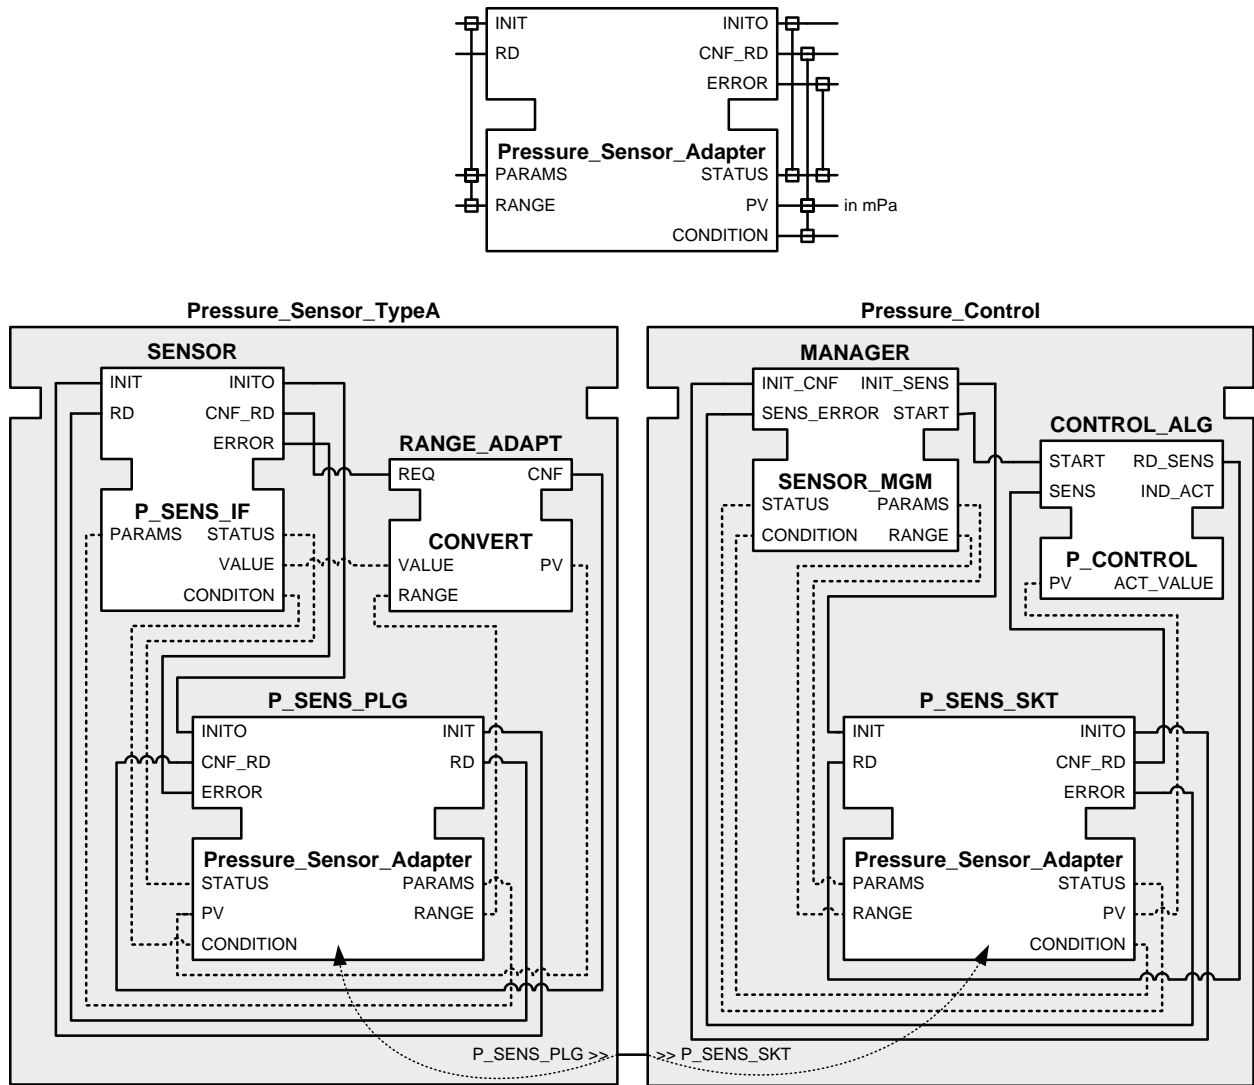 INIT INITO
RD CNF_RD
ERROR
Pressure_Sensor_Adapter
PARAMS STATUS
RANGE PV in mPa
CONDITION
Pressure_Sensor_TypeA
SENSOR
INIT INITO
RD CNF_RD
ERROR
P_SENS_IF
PARAMS STATUS
VALUE
CONDITON
RANGE_ADAPT
REQ CNF
CONVERT
VALUE PV
RANGE
P_SENS_PLG
INITO INIT
CNF_RD RD
ERROR
Pressure_Sensor_Adapter
STATUS PARAMS
PV RANGE
CONDITION
P_SENS_PLG >>
Pressure_Control
MANAGER
INIT_CNF INIT_SENS
SENS_ERROR START
SENSOR_MGM
STATUS PARAMS
CONDITION RANGE
CONTROL_ALG
START RD_SENS
SENS IND_ACT
P_CONTROL
PV ACT_VALUE
P_SENS_SKT
INIT INITO
RD CNF_RD
ERROR
Pressure_Sensor_Adapter
PARAMS STATUS
RANGE PV
CONDITION
>> P_SENS_SKT